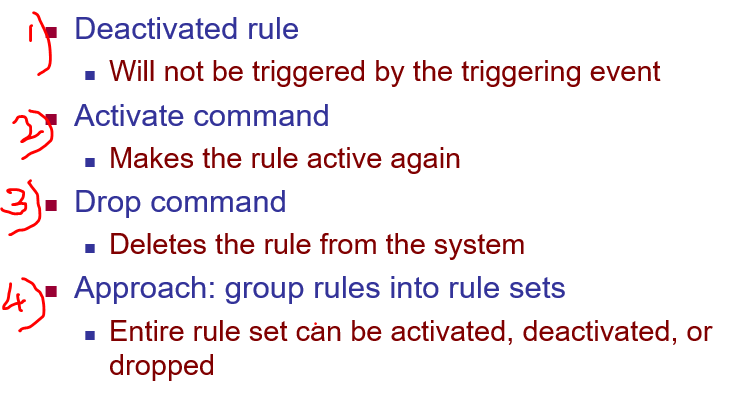 1) Deactivated rule
Will not be triggered by the triggering event
2) Activate command
Makes the rule active again
3) Drop command
Deletes the rule from the system
4) Approach: group rules into rule sets
Entire rule set can be activated, deactivated, or
dropped